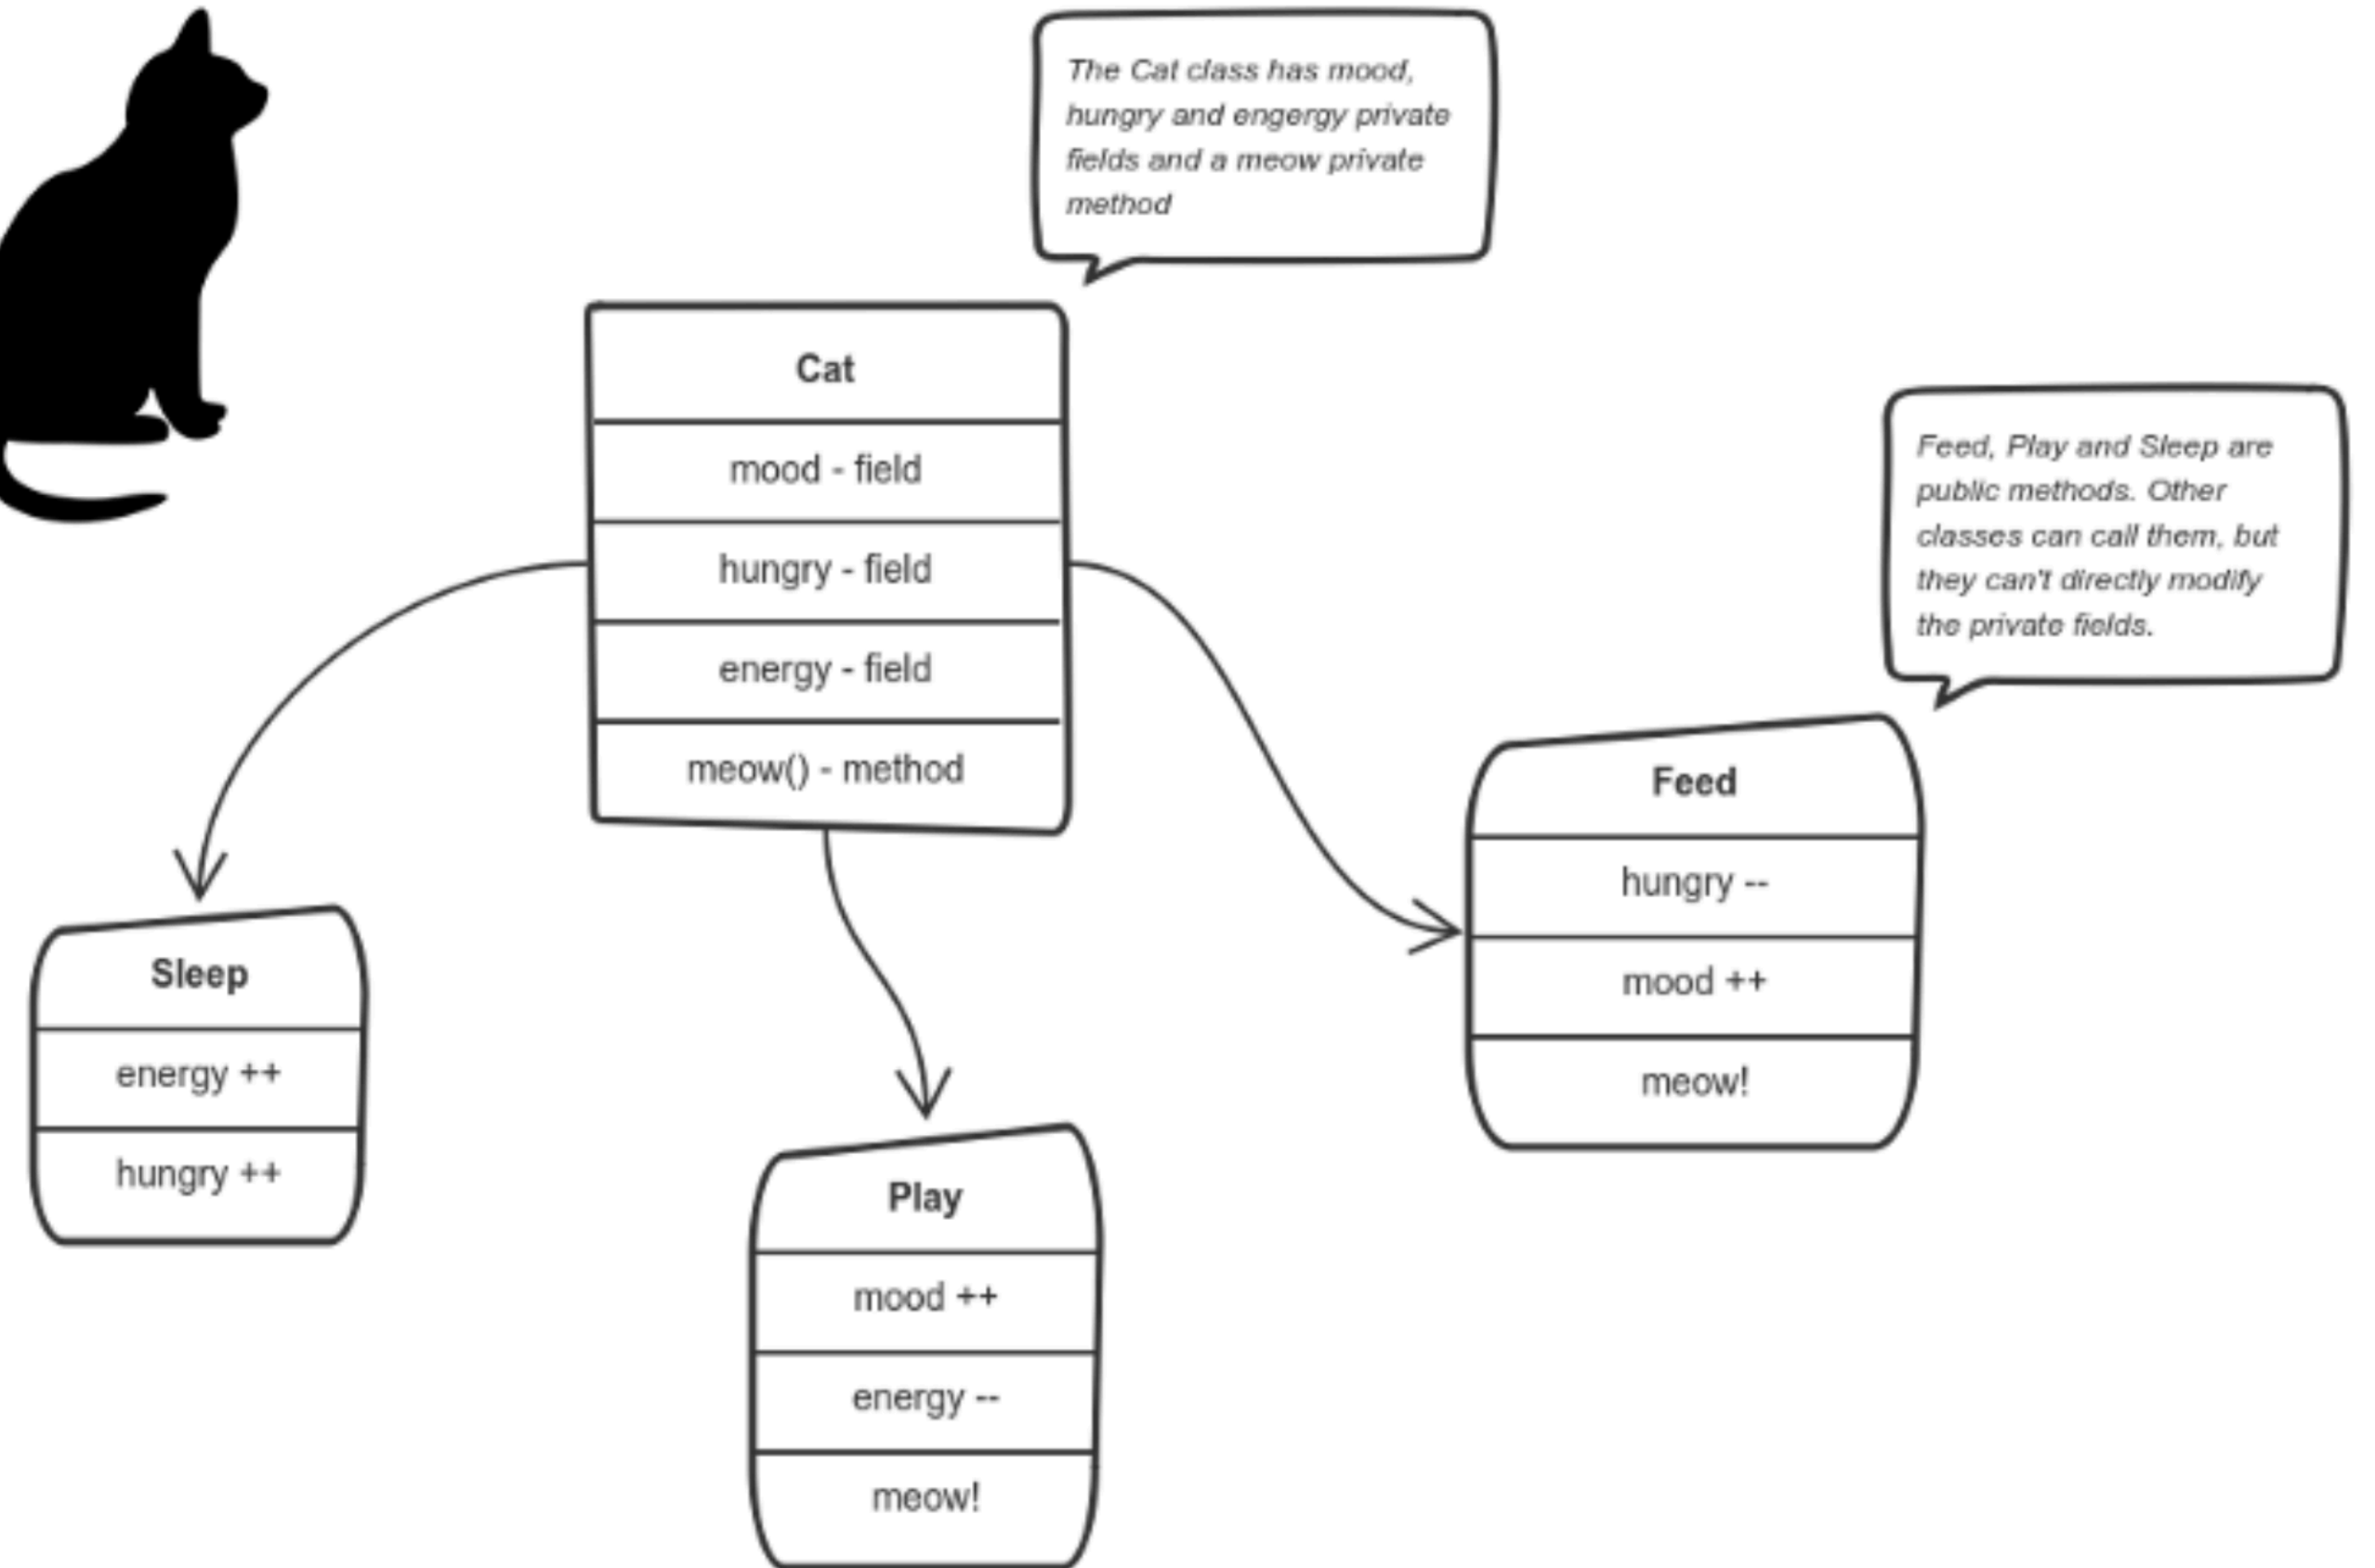 The Cat class has mood,
hungry and engergy private
fields and a meow private
method
Cat
mood - field
hungry - field
energy - field
meow() - method
Feed, Play and Sleep are
public methods. Other
classes can call them, but
they can't directly modify
the private fields.
Feed
hungry --
mood ++
meow!
Sleep
energy ++
hungry ++
Play
mood ++
energy --
meow!